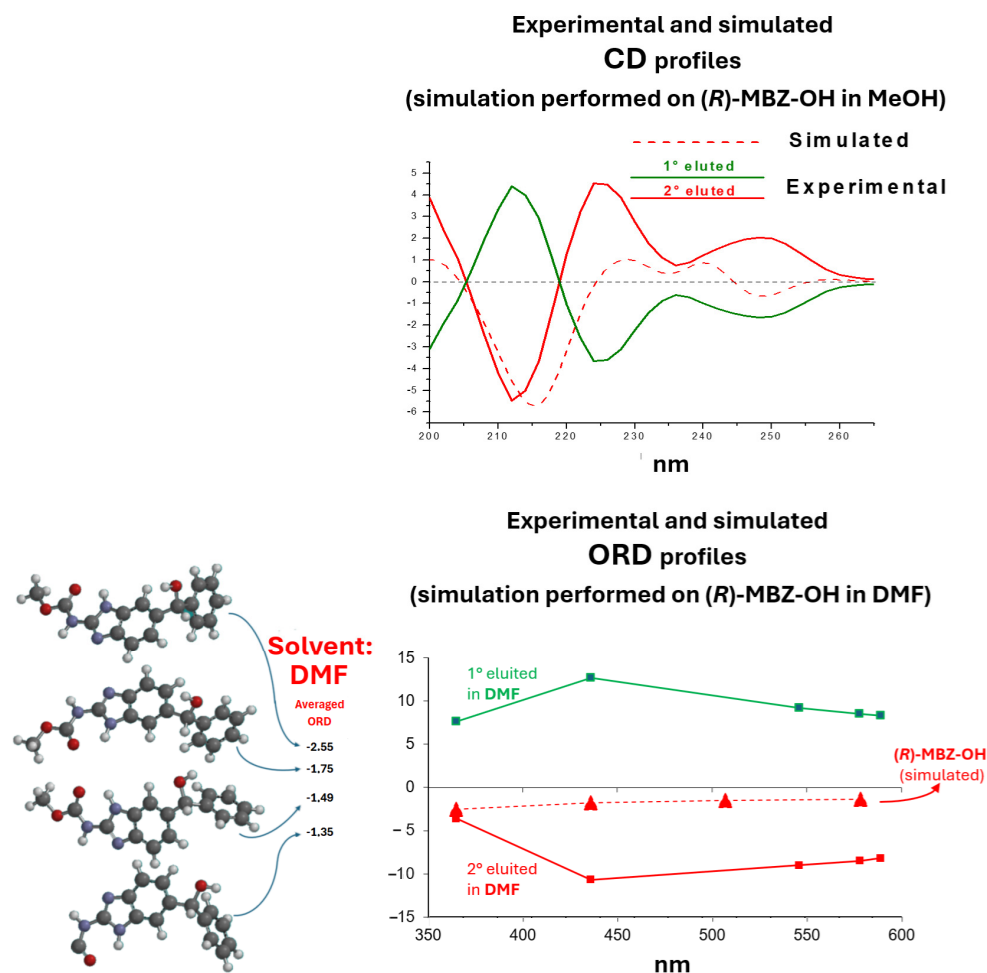 Experimental and simulated
CD profiles
(simulation performed on (R)-MBZ-OH in MeOH)
Simulated
1° eluted
2° eluted
Experimental
5
4
3
2
1
0
-1
-2
-3
-4
-5
-6
200
210
220
230
240
250
260
nm
Experimental and simulated
ORD profiles
(simulation performed on (R)-MBZ-OH in DMF)
Solvent:
DMF
Averaged
ORD
-2.55
-1.75
-1.49
-1.35
15
10
5
0
–5
–10
–15
1° eluited
in DMF
(R)-MBZ-OH
(simulated)
2° eluited
in DMF
350
400
450
500
550
600
nm